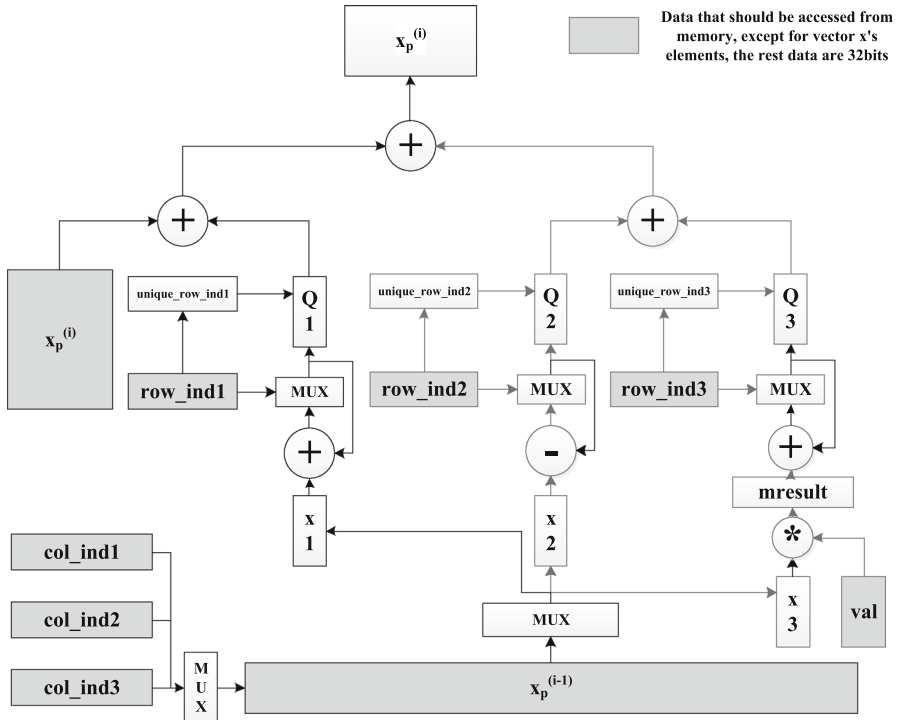 x_p^(i)
Data that should be accessed from
memory, except for vector x's
elements, the rest data are 32bits
+
+
+
x_p^(i)
unique_row_ind1
Q
1
unique_row_ind2
Q
2
unique_row_ind3
Q
3
row_ind1
MUX
row_ind2
MUX
row_ind3
MUX
+
-
+
mresult
x
1
x
2
*
col_ind1
x
3
val
col_ind2
MUX
col_ind3
M
U
X
x_p^(i-1)